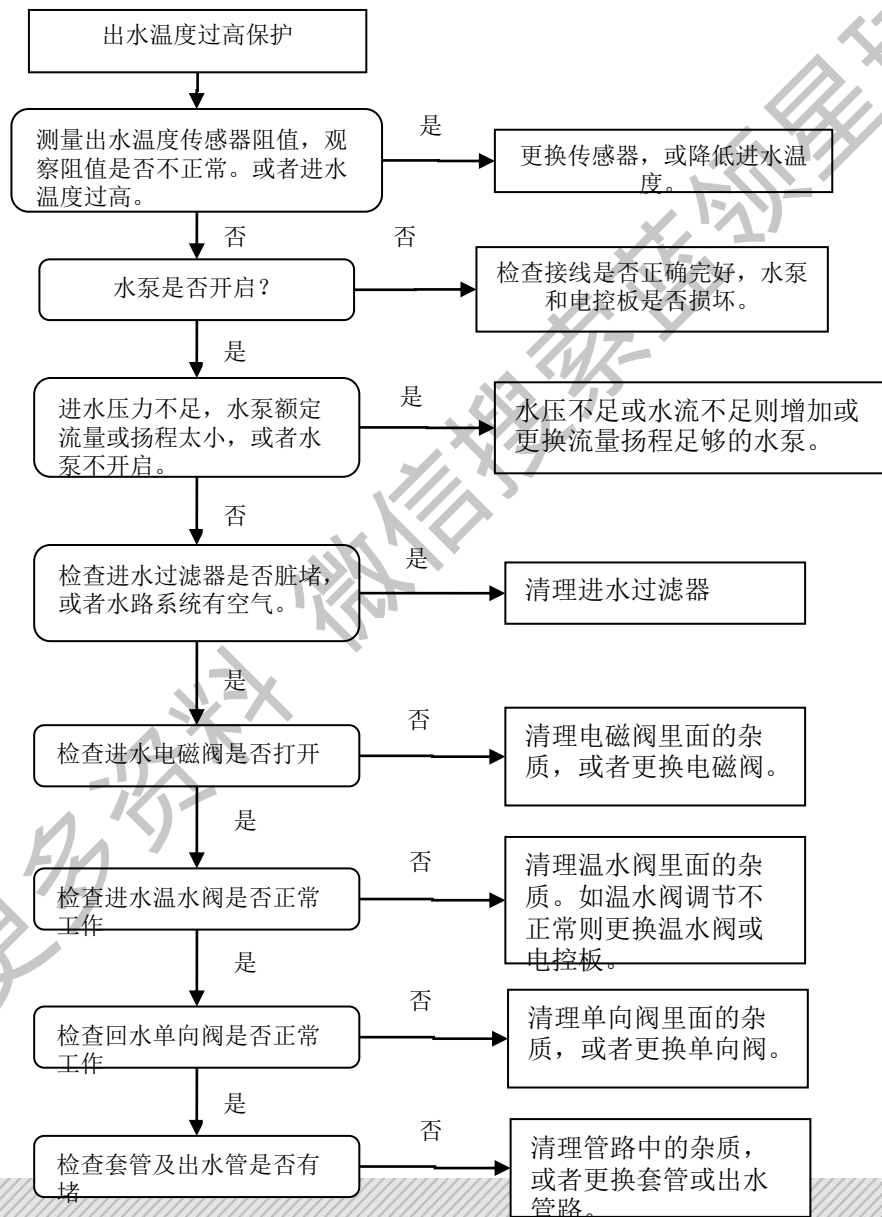 出水温度过高保护
测量出水温度传感器阻值，观
察阻值是否不正常。或者进水
温度过高。
是
更换传感器，或降低进水温
度。
否
否
水泵是否开启？
检查接线是否正确完好，水泵
和电控板是否损坏。
是
进水压力不足，水泵额定
流量或扬程太小，或者水
泵不开启。
是
水压不足或水流不足则增加或
更换流量扬程足够的水泵。
否
检查进水过滤器是否脏堵，
或者水路系统有空气。
是
清理进水过滤器
是
检查进水电磁阀是否打开
否
清理电磁阀里面的杂
质，或者更换电磁阀。
是
检查进水温水阀是否正常
工作
否
清理温水阀里面的杂
质。如温水阀调节不
正常则更换温水阀或
电控板。
是
检查回水单向阀是否正常
工作
否
清理单向阀里面的杂
质，或者更换单向阀。
是
检查套管及出水管是否有
堵
否
清理管路中的杂质，
或者更换套管或出水
管路。
更多资料 微信搜索蓝领星球